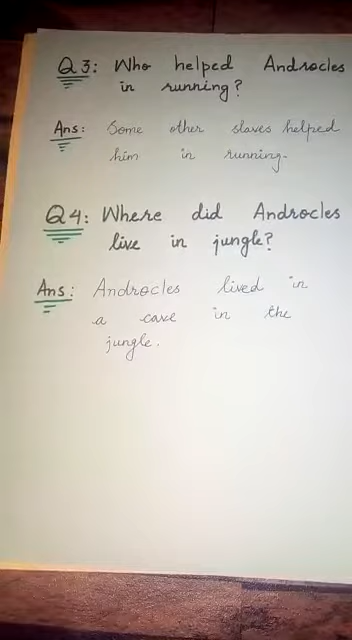 Q3: Who helped Androcles
in running?
Ans: Some other slaves helped
him in running.
Q4: Where did Androcles
live in jungle?
Ans: Androcles lived in
a cave in the
jungle.